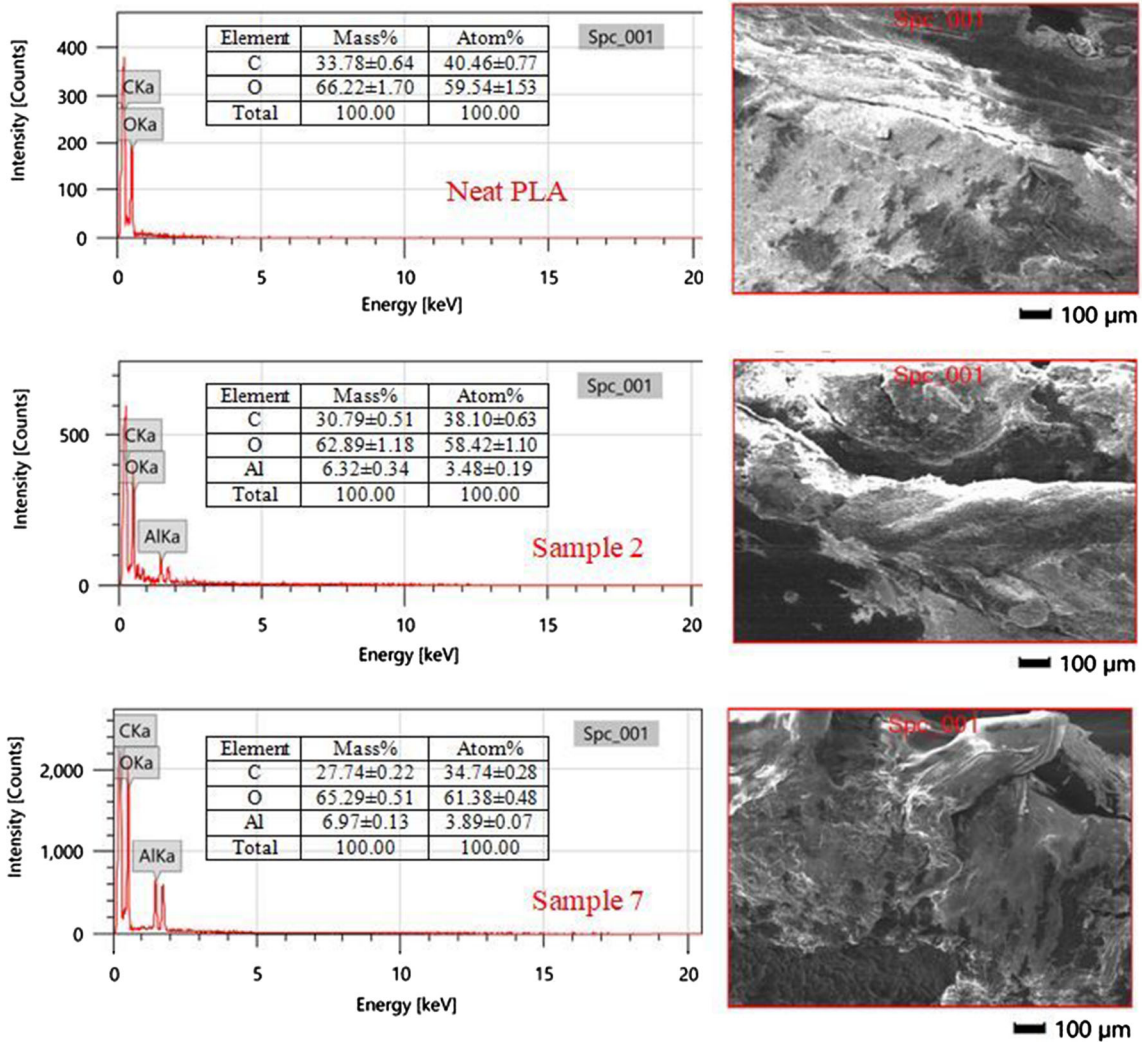 Intensity [Counts]
400
300
200
100
0
CKa
OKa
Element Mass% Atom%
C 33.78±0.64 40.46±0.77
O 66.22±1.70 59.54±1.53
Total 100.00 100.00
Spc_001
Neat PLA
0 5 10 15 20
Energy [keV]
Spc_001
100 µm
Intensity [Counts]
500
0
CKa
OKa
AlKa
Element Mass% Atom%
C 30.79±0.51 38.10±0.63
O 62.89±1.18 58.42±1.10
Al 6.32±0.34 3.48±0.19
Total 100.00 100.00
Spc_001
Sample 2
0 5 10 15 20
Energy [keV]
Spc_001
100 µm
Intensity [Counts]
2,000
1,000
0
CKa
OKa
AlKa
Element Mass% Atom%
C 27.74±0.22 34.74±0.28
O 65.29±0.51 61.38±0.48
Al 6.97±0.13 3.89±0.07
Total 100.00 100.00
Spc_001
Sample 7
0 5 10 15 20
Energy [keV]
Spc_001
100 µm